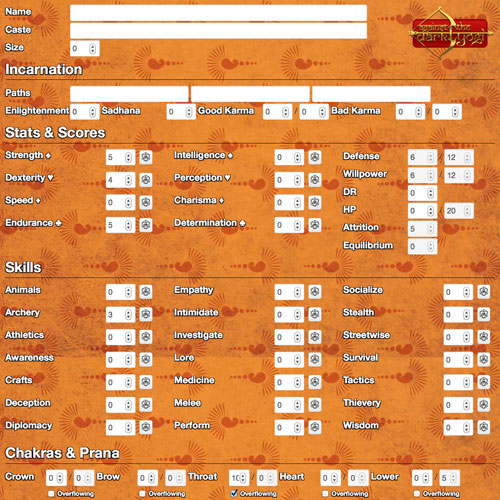 Name
against the
dark yogi
Caste
Size 0
Incarnation
Paths
Enlightenment 0 Sadhana 0 Good Karma 0 / 0 Bad Karma 0 / 0
Stats & Scores
Strength ♠ 5 Intelligence ♠ 0 Defense 6 / 12
Dexterity ♥ 4 Perception ♥ 0 Willpower 6 / 12
Speed ♦ 0 Charisma ♦ 0 DR 0
Endurance ♣ 5 Determination ♣ 0 HP 0 / 20
Attrition 5
Equilibrium 0
Skills
Animals 0 Empathy 0 Socialize 0
Archery 3 Intimidate 0 Stealth 0
Athletics 0 Investigate 0 Streetwise 0
Awareness 0 Lore 0 Survival 0
Crafts 0 Medicine 0 Tactics 0
Deception 0 Melee 0 Thievery 0
Diplomacy 0 Perform 0 Wisdom 0
Chakras & Prana
Crown 0 / 0 Brow 0 / 0 Throat 10 / 0 Heart 0 / 0 Lower 0 / 5
Overflowing Overflowing Overflowing Overflowing Overflowing